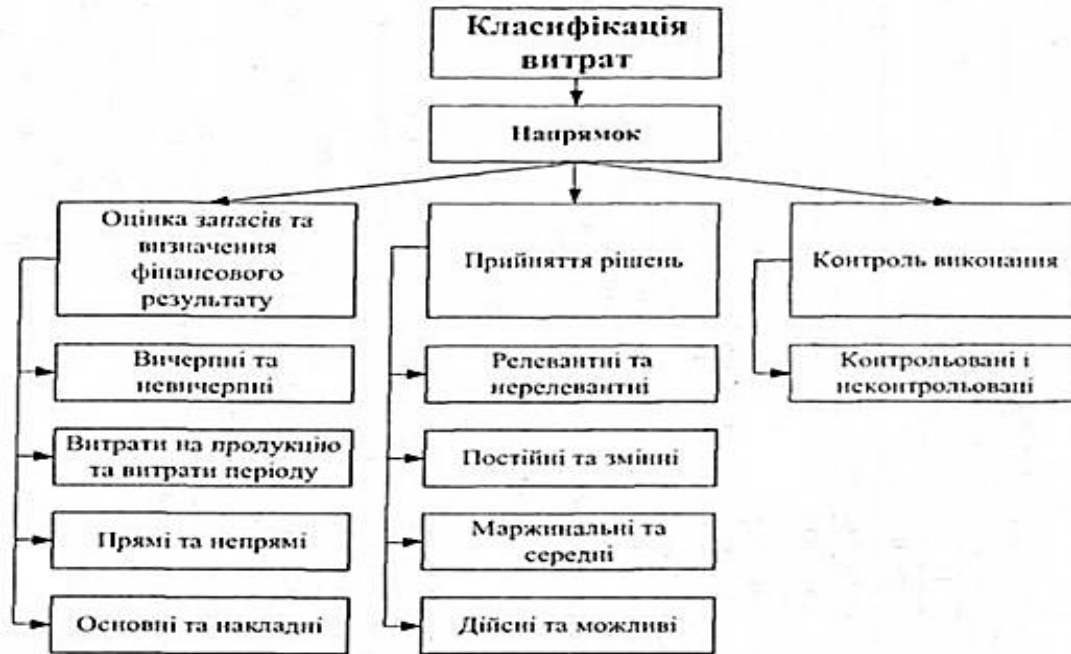 Класифікація
витрат
Напрямок
Оцінка запасів та
визначення
фінансового
результату
Прийняття рішень
Контроль виконання
Вичерпні та
невичерпні
Релевантні та
нерелевантні
Контрольовані і
неконтрольовані
Витрати на продукцію
та витрати періоду
Постійні та змінні
Прямі та непрямі
Маржинальні та
середні
Основні та накладні
Дійсні та можливі